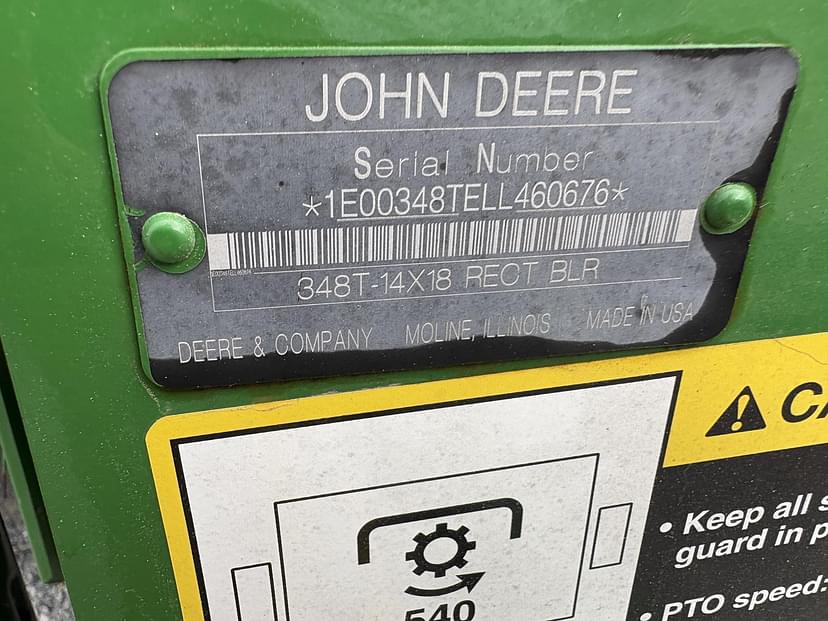 JOHN DEERE
Serial Number
*1E00348TELL460676*
348T-14X18 RECT BLR
DEERE & COMPANY MOLINE, ILLINOIS MADE IN USA
• Keep all
guard in
• PTO speed:
540